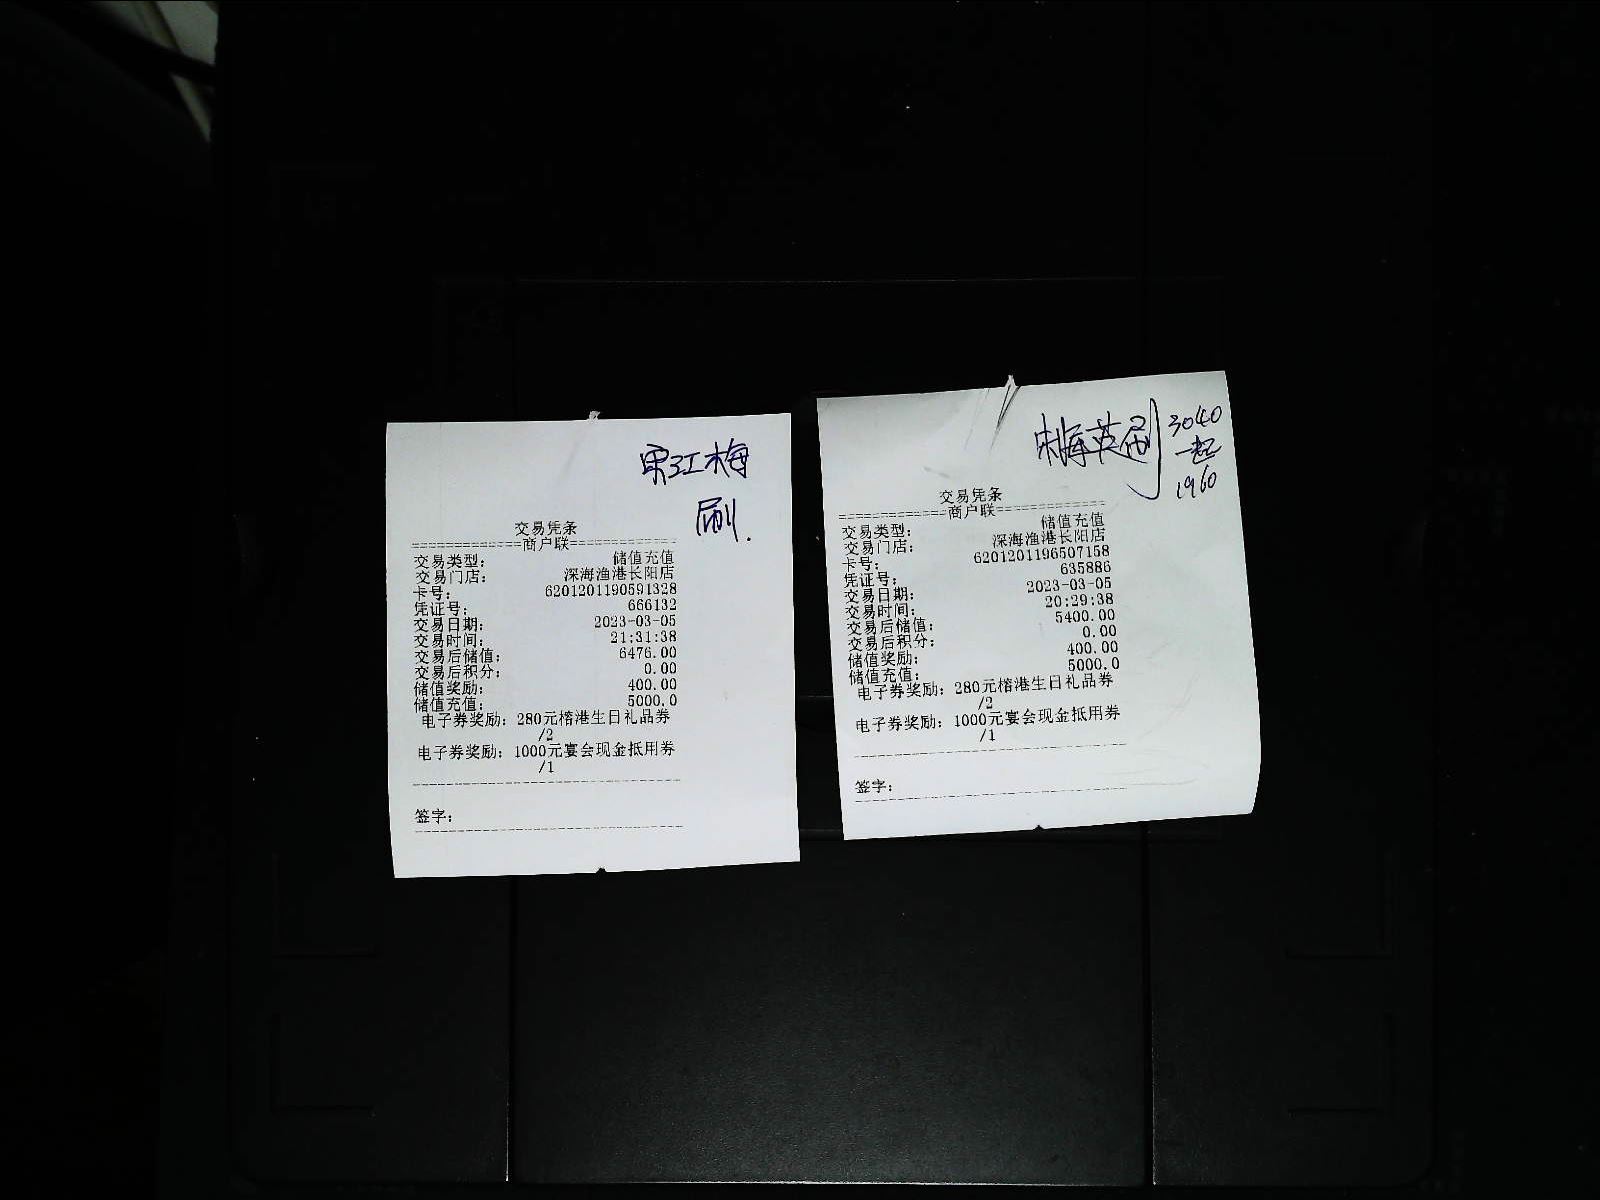 江梅
刷.
交易凭条
=============商户联=============
交易类型: 储值充值
交易门店: 深海渔港长阳店
卡号: 6201201190591328
凭证号: 666132
交易日期: 2023-03-05
交易时间: 21:31:38
交易后储值: 6476.00
交易后积分: 0.00
储值奖励: 400.00
储值充值: 5000.0
电子券奖励: 280元榕港生日礼品券
/2
电子券奖励: 1000元宴会现金抵用券
/1
签字:
英刷
3040
一起
1960
交易凭条
=============商户联=============
交易类型: 储值充值
交易门店: 深海渔港长阳店
卡号: 6201201196507158
凭证号: 635886
交易日期: 2023-03-05
交易时间: 20:29:38
交易后储值: 5400.00
交易后积分: 0.00
储值奖励: 400.00
储值充值: 5000.0
电子券奖励: 280元榕港生日礼品券
/2
电子券奖励: 1000元宴会现金抵用券
/1
签字: